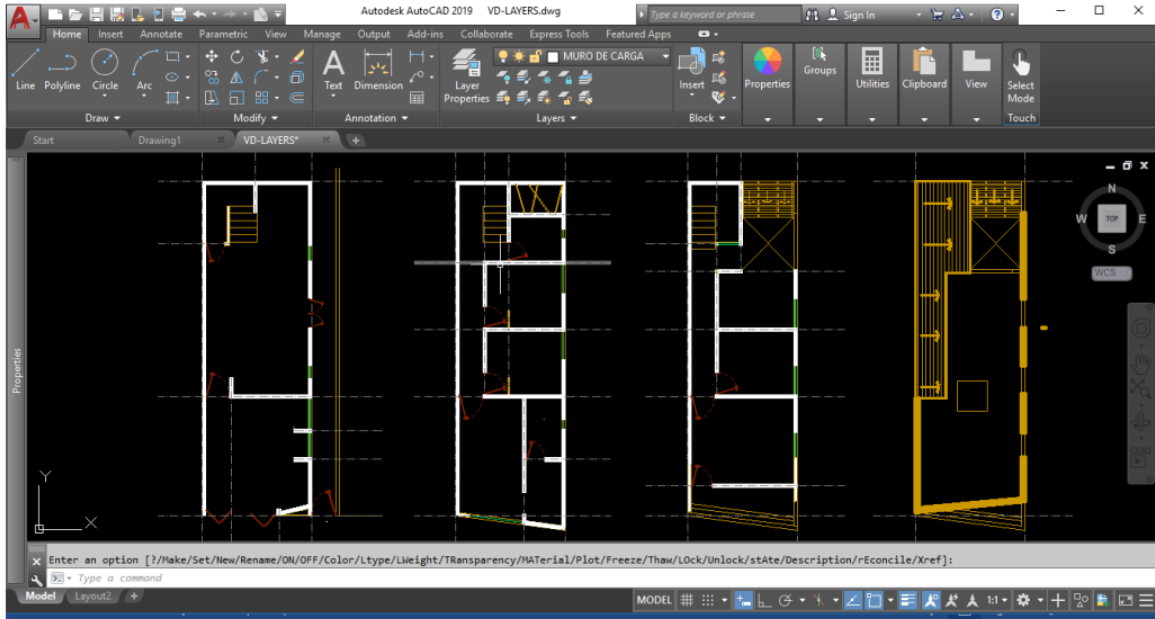 Autodesk AutoCAD 2019 VD-LAYERS.dwg
Type a keyword or phrase
Sign In
Home Insert Annotate Parametric View Manage Output Add-ins Collaborate Express Tools Featured Apps
MURO DE CARGA
Line Polyline Circle Arc
Text Dimension
Layer Properties
Insert
Properties
Groups
Utilities
Clipboard
View
Select Mode
Draw Modify Annotation Layers Block Touch
Start Drawing1 VD-LAYERS*
N
W TOP E
S
WCS
Properties
Y
X
Enter an option [?/Make/Set/New/Rename/ON/OFF/Color/Ltype/LWeight/TRansparency/MATerial/Plot/Freeze/Thaw/LOck/Unlock/stAte/Description/rEconcile/Xref]:
Type a command
Model Layout2 +
MODEL 1:1